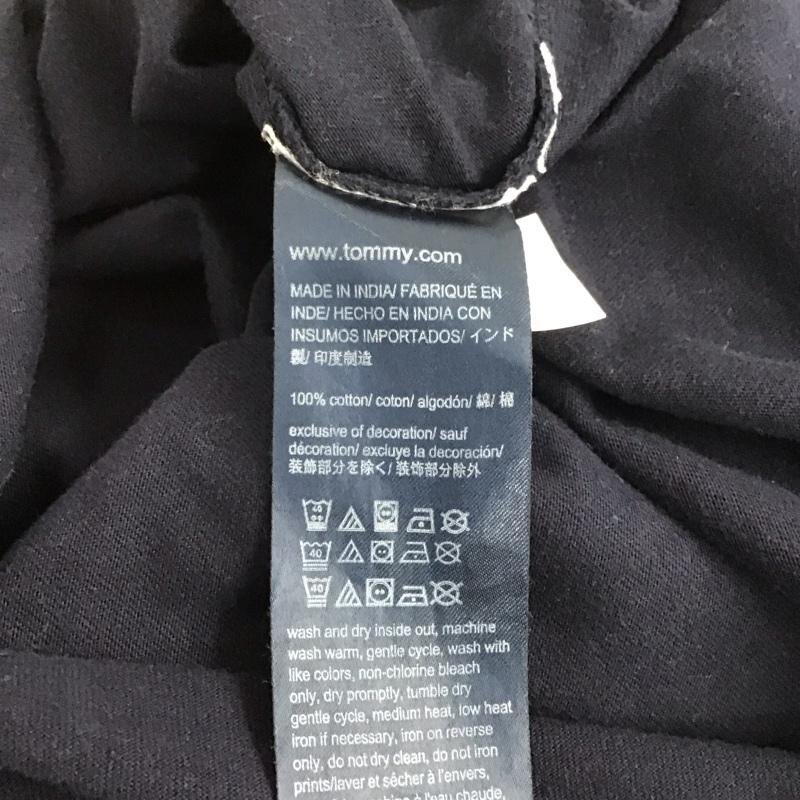 www.tommy.com
MADE IN INDIA/ FABRIQUÉ EN
INDE/ HECHO EN INDIA CON
INSUMOS IMPORTADOS/ インド
製/ 印度制造
100% cotton/ coton/ algodón/ 綿/ 棉
exclusive of decoration/ sauf
décoration/ excluye la decoración/
装飾部分を除く/ 装饰部分除外
40
40
40
wash and dry inside out, machine
wash warm, gentle cycle, wash with
like colors, non-chlorine bleach
only, dry promptly, tumble dry
gentle cycle, medium heat, low heat
iron if necessary, iron on reverse
only, do not dry clean, do not iron
prints/laver et sécher à l'envers,
à l'eau chaude,